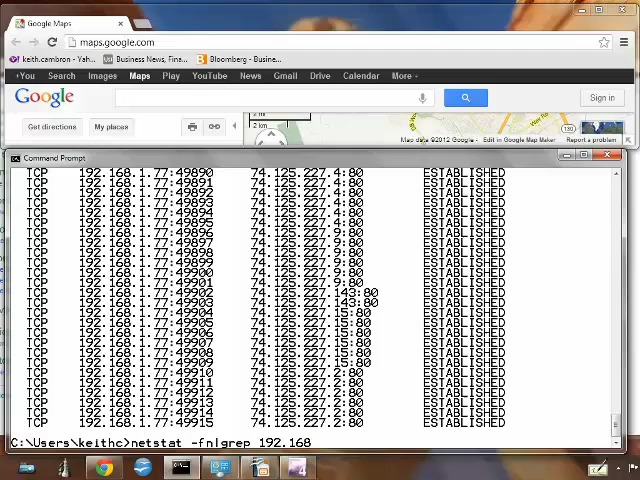 Google Maps
maps.google.com
keith.cambron - Yah... Business News, Fina... Bloomberg - Busine...
+You Search Images Maps Play YouTube News Gmail Drive Calendar More
Google Sign in
Get directions My places
2 mi
2 km
130
Map data ©2012 Google - Edit in Google Map Maker Report a problem
Command Prompt
TCP 192.168.1.77:49890 74.125.227.4:80 ESTABLISHED
TCP 192.168.1.77:49891 74.125.227.4:80 ESTABLISHED
TCP 192.168.1.77:49892 74.125.227.4:80 ESTABLISHED
TCP 192.168.1.77:49893 74.125.227.4:80 ESTABLISHED
TCP 192.168.1.77:49894 74.125.227.4:80 ESTABLISHED
TCP 192.168.1.77:49895 74.125.227.4:80 ESTABLISHED
TCP 192.168.1.77:49896 74.125.227.9:80 ESTABLISHED
TCP 192.168.1.77:49897 74.125.227.9:80 ESTABLISHED
TCP 192.168.1.77:49898 74.125.227.9:80 ESTABLISHED
TCP 192.168.1.77:49899 74.125.227.9:80 ESTABLISHED
TCP 192.168.1.77:49900 74.125.227.9:80 ESTABLISHED
TCP 192.168.1.77:49901 74.125.227.9:80 ESTABLISHED
TCP 192.168.1.77:49902 74.125.227.143:80 ESTABLISHED
TCP 192.168.1.77:49903 74.125.227.143:80 ESTABLISHED
TCP 192.168.1.77:49904 74.125.227.15:80 ESTABLISHED
TCP 192.168.1.77:49905 74.125.227.15:80 ESTABLISHED
TCP 192.168.1.77:49906 74.125.227.15:80 ESTABLISHED
TCP 192.168.1.77:49907 74.125.227.15:80 ESTABLISHED
TCP 192.168.1.77:49908 74.125.227.15:80 ESTABLISHED
TCP 192.168.1.77:49909 74.125.227.15:80 ESTABLISHED
TCP 192.168.1.77:49910 74.125.227.2:80 ESTABLISHED
TCP 192.168.1.77:49911 74.125.227.2:80 ESTABLISHED
TCP 192.168.1.77:49912 74.125.227.2:80 ESTABLISHED
TCP 192.168.1.77:49913 74.125.227.2:80 ESTABLISHED
TCP 192.168.1.77:49914 74.125.227.2:80 ESTABLISHED
TCP 192.168.1.77:49915 74.125.227.2:80 ESTABLISHED
C:\Users\keithc>netstat -fn|grep 192.168